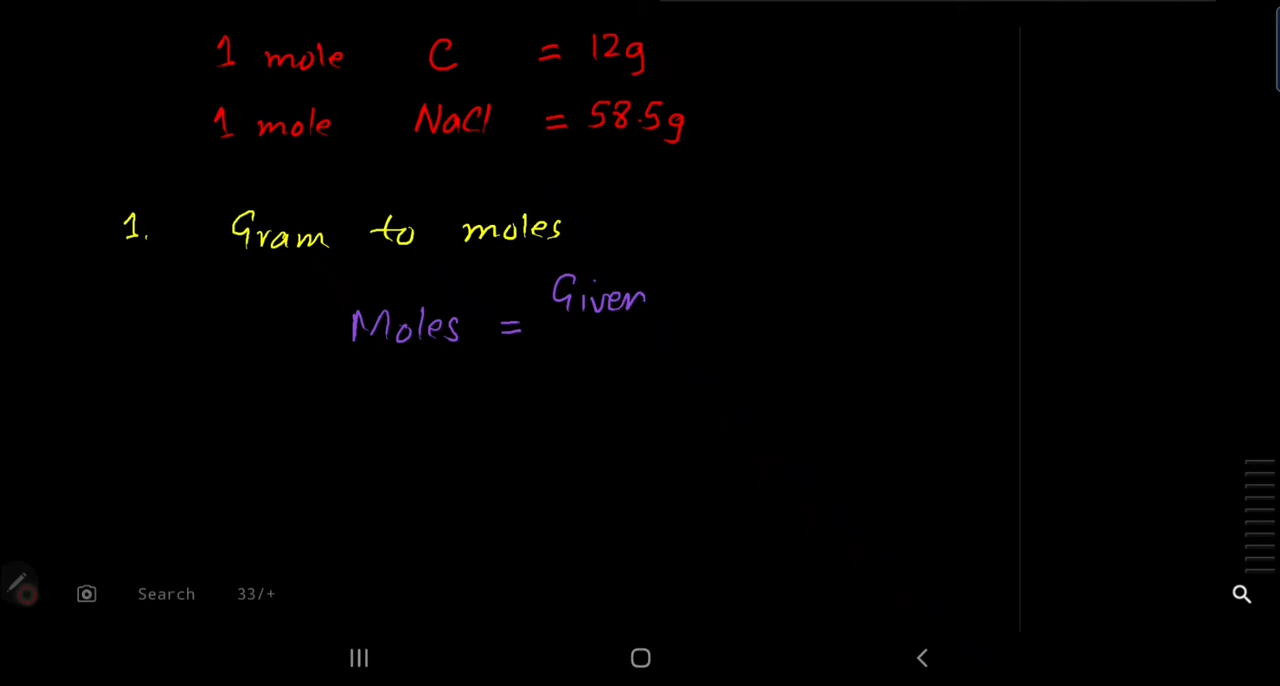 1 mole C = 12g
1 mole NaCl = 58.5g
1. Gram to moles
Moles = Given
Search 33/+